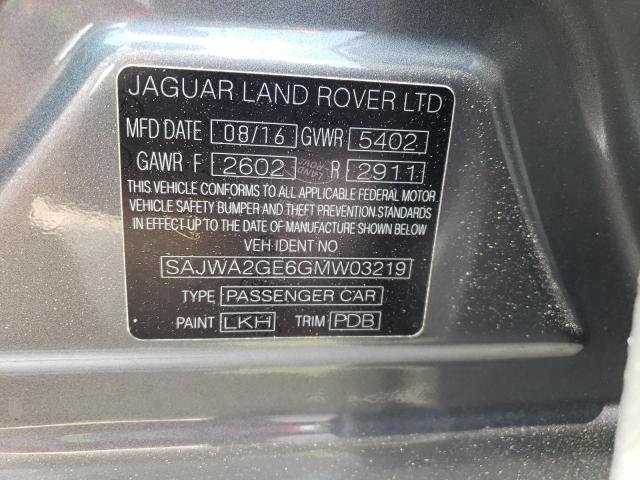 JAGUAR LAND ROVER LTD
MFD DATE 08/16 GVWR 5402
GAWR F 2602 LAND ROVER R 2911
THIS VEHICLE CONFORMS TO ALL APPLICABLE FEDERAL MOTOR
VEHICLE SAFETY BUMPER AND THEFT PREVENTION STANDARDS
IN EFFECT UP TO THE DATE OF MANUFACTURE SHOWN BELOW
VEH IDENT NO
SAJWA2GE6GMW03219
TYPE PASSENGER CAR
PAINT LKH TRIM PDB